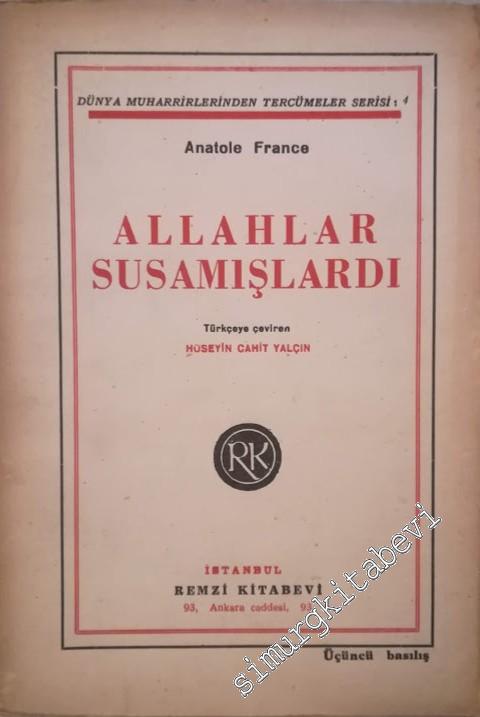 DÜNYA MUHARRİRLERİNDEN TERCÜMELER SERİSİ: 4
Anatole France
ALLAHLAR
SUSAMIŞLARDI
Türkçeye çeviren
HÜSEYİN CAHİT YALÇIN
RK
İSTANBUL
REMZİ KİTABEVİ
93, Ankara caddesi, 93
Üçüncü basılış
simurgkitabevi